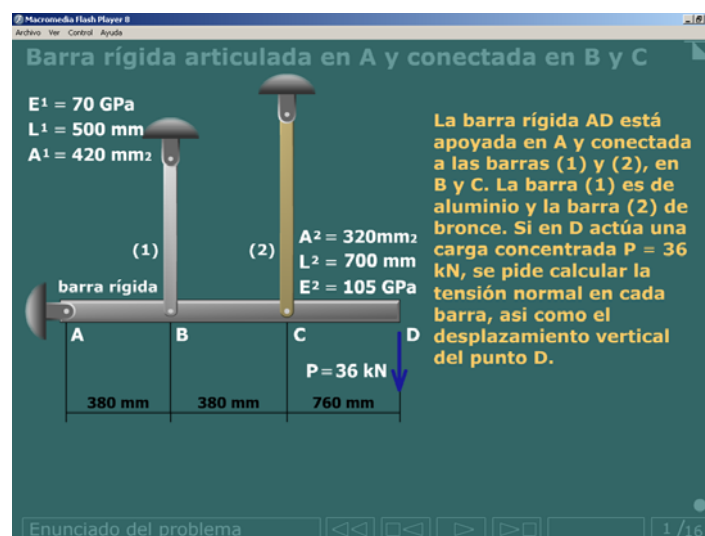 Macromedia Flash Player 8
Archivo Ver Control Ayuda
Barra rígida articulada en A y conectada en B y C
E1 = 70 GPa
L1 = 500 mm
A1 = 420 mm2
La barra rígida AD está
apoyada en A y conectada
a las barras (1) y (2), en
B y C. La barra (1) es de
aluminio y la barra (2) de
bronce. Si en D actúa una
carga concentrada P = 36
kN, se pide calcular la
tensión normal en cada
barra, asi como el
desplazamiento vertical
del punto D.
(1)
(2)
A2 = 320mm2
L2 = 700 mm
E2 = 105 GPa
barra rígida
A B C D
P=36 kN
380 mm 380 mm 760 mm
Enunciado del problema 1/16